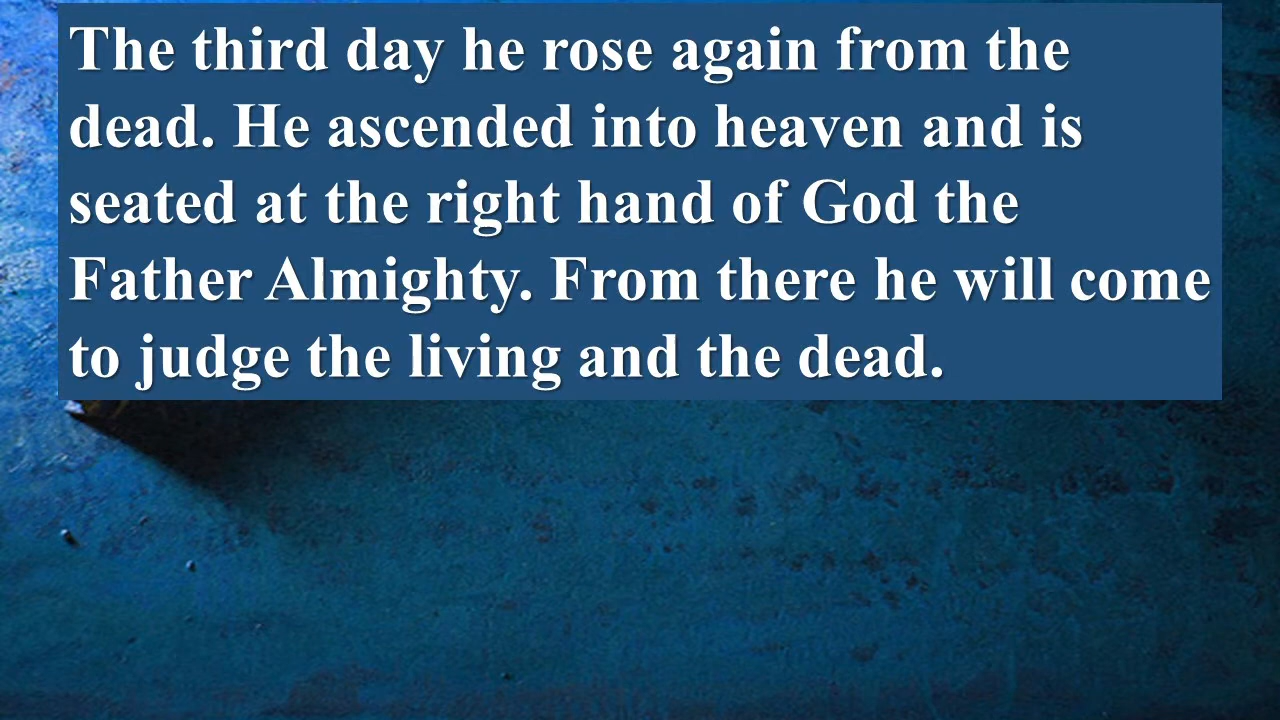 The third day he rose again from the
dead. He ascended into heaven and is
seated at the right hand of God the
Father Almighty. From there he will come
to judge the living and the dead.